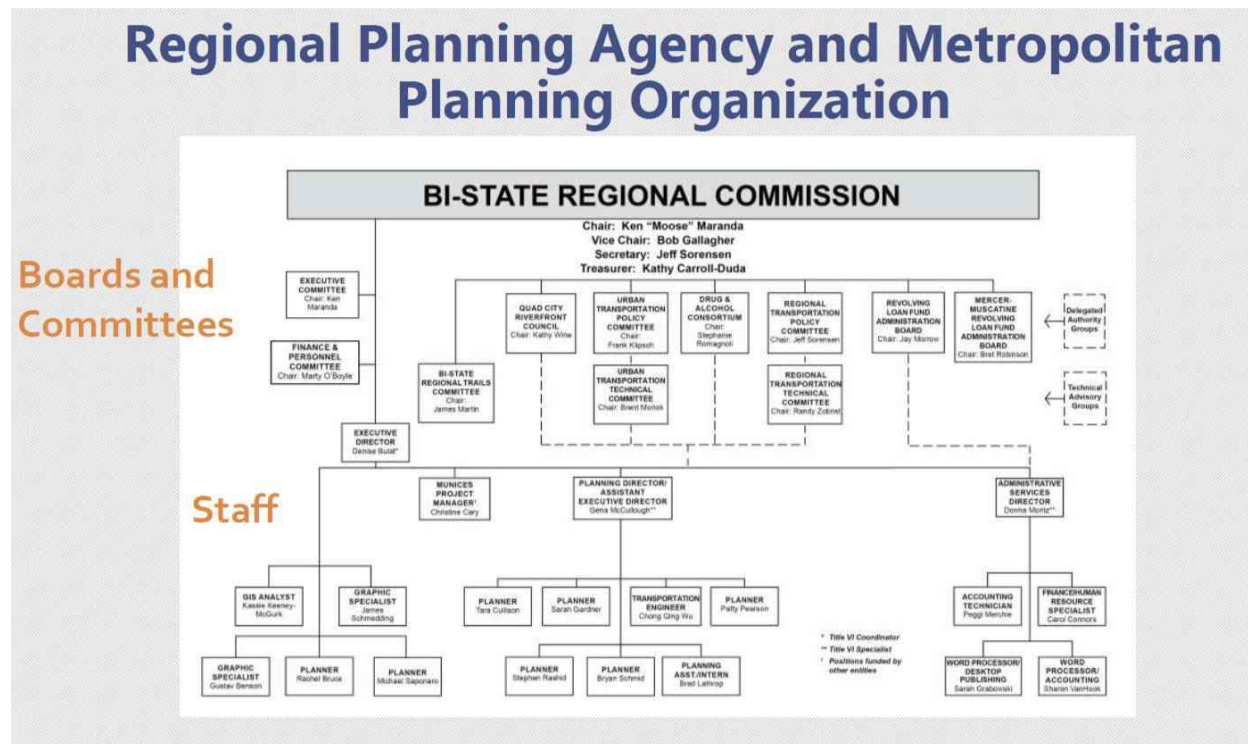 Regional Planning Agency and Metropolitan
Planning Organization
BI-STATE REGIONAL COMMISSION
Chair: Ken “Moose” Maranda
Vice Chair: Bob Gallagher
Secretary: Jeff Sorensen
Treasurer: Kathy Carroll-Duda
Boards and
Committees
EXECUTIVE
COMMITTEE
Chair: Ken
Maranda
FINANCE &
PERSONNEL
COMMITTEE
Chair: Marty O'Boyle
BI-STATE
REGIONAL TRAILS
COMMITTEE
Chair:
James Martin
QUAD CITY
RIVERFRONT
COUNCIL
Chair: Kathy Wine
URBAN
TRANSPORTATION
POLICY
COMMITTEE
Chair:
Frank Klipsch
URBAN
TRANSPORTATION
TECHNICAL
COMMITTEE
Chair: Brent Morlok
DRUG &
ALCOHOL
CONSORTIUM
Chair:
Stephanie
Romagnoli
REGIONAL
TRANSPORTATION
POLICY
COMMITTEE
Chair: Jeff Sorensen
REGIONAL
TRANSPORTATION
TECHNICAL
COMMITTEE
Chair: Randy Zobrist
REVOLVING
LOAN FUND
ADMINISTRATION
BOARD
Chair: Jay Morrow
MERCER-
MUSCATINE
REVOLVING
LOAN FUND
ADMINISTRATION
BOARD
Chair: Bret Robinson
Delegated
Authority
Groups
Technical
Advisory
Groups
Staff
EXECUTIVE
DIRECTOR
Denise Bulat*
MUNICES
PROJECT
MANAGER
Christine Cary
PLANNING DIRECTOR/
ASSISTANT
EXECUTIVE DIRECTOR
Gena McCullough**
ADMINISTRATIVE
SERVICES
DIRECTOR
Donna Moritz**
GIS ANALYST
Kassie Keeney-
McGurk
GRAPHIC
SPECIALIST
James
Schmedding
GRAPHIC
SPECIALIST
Gustav Benson
PLANNER
Rachel Bruce
PLANNER
Michael Saponaro
PLANNER
Tara Cullison
PLANNER
Sarah Gardner
TRANSPORTATION
ENGINEER
Chong Qing Wu
PLANNER
Patty Pearson
PLANNER
Stephen Rashid
PLANNER
Bryan Schmid
PLANNING
ASST./INTERN
Brad Lathrop
ACCOUNTING
TECHNICIAN
Peggi Merchie
FINANCE/HUMAN
RESOURCE
SPECIALIST
Carol Connors
WORD PROCESSOR/
DESKTOP
PUBLISHING
Sarah Grabowski
WORD
PROCESSOR/
ACCOUNTING
Sharon VanHook
* Title VI Coordinator
** Title VI Specialist
Positions funded by
other entities